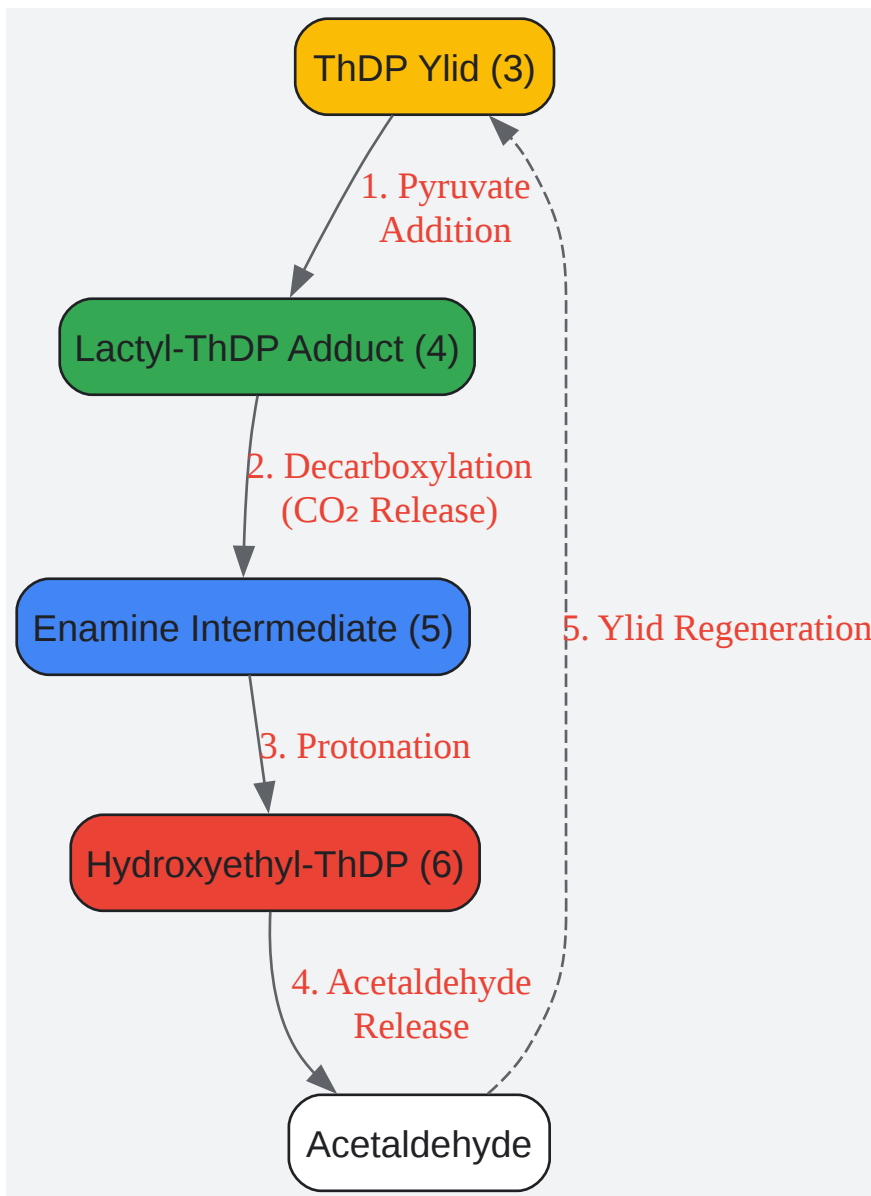 ThDP Ylid (3)
1. Pyruvate
Addition
Lactyl-ThDP Adduct (4)
2. Decarboxylation
(CO₂ Release)
Enamine Intermediate (5)
5. Ylid Regeneration
3. Protonation
Hydroxyethyl-ThDP (6)
4. Acetaldehyde
Release
Acetaldehyde